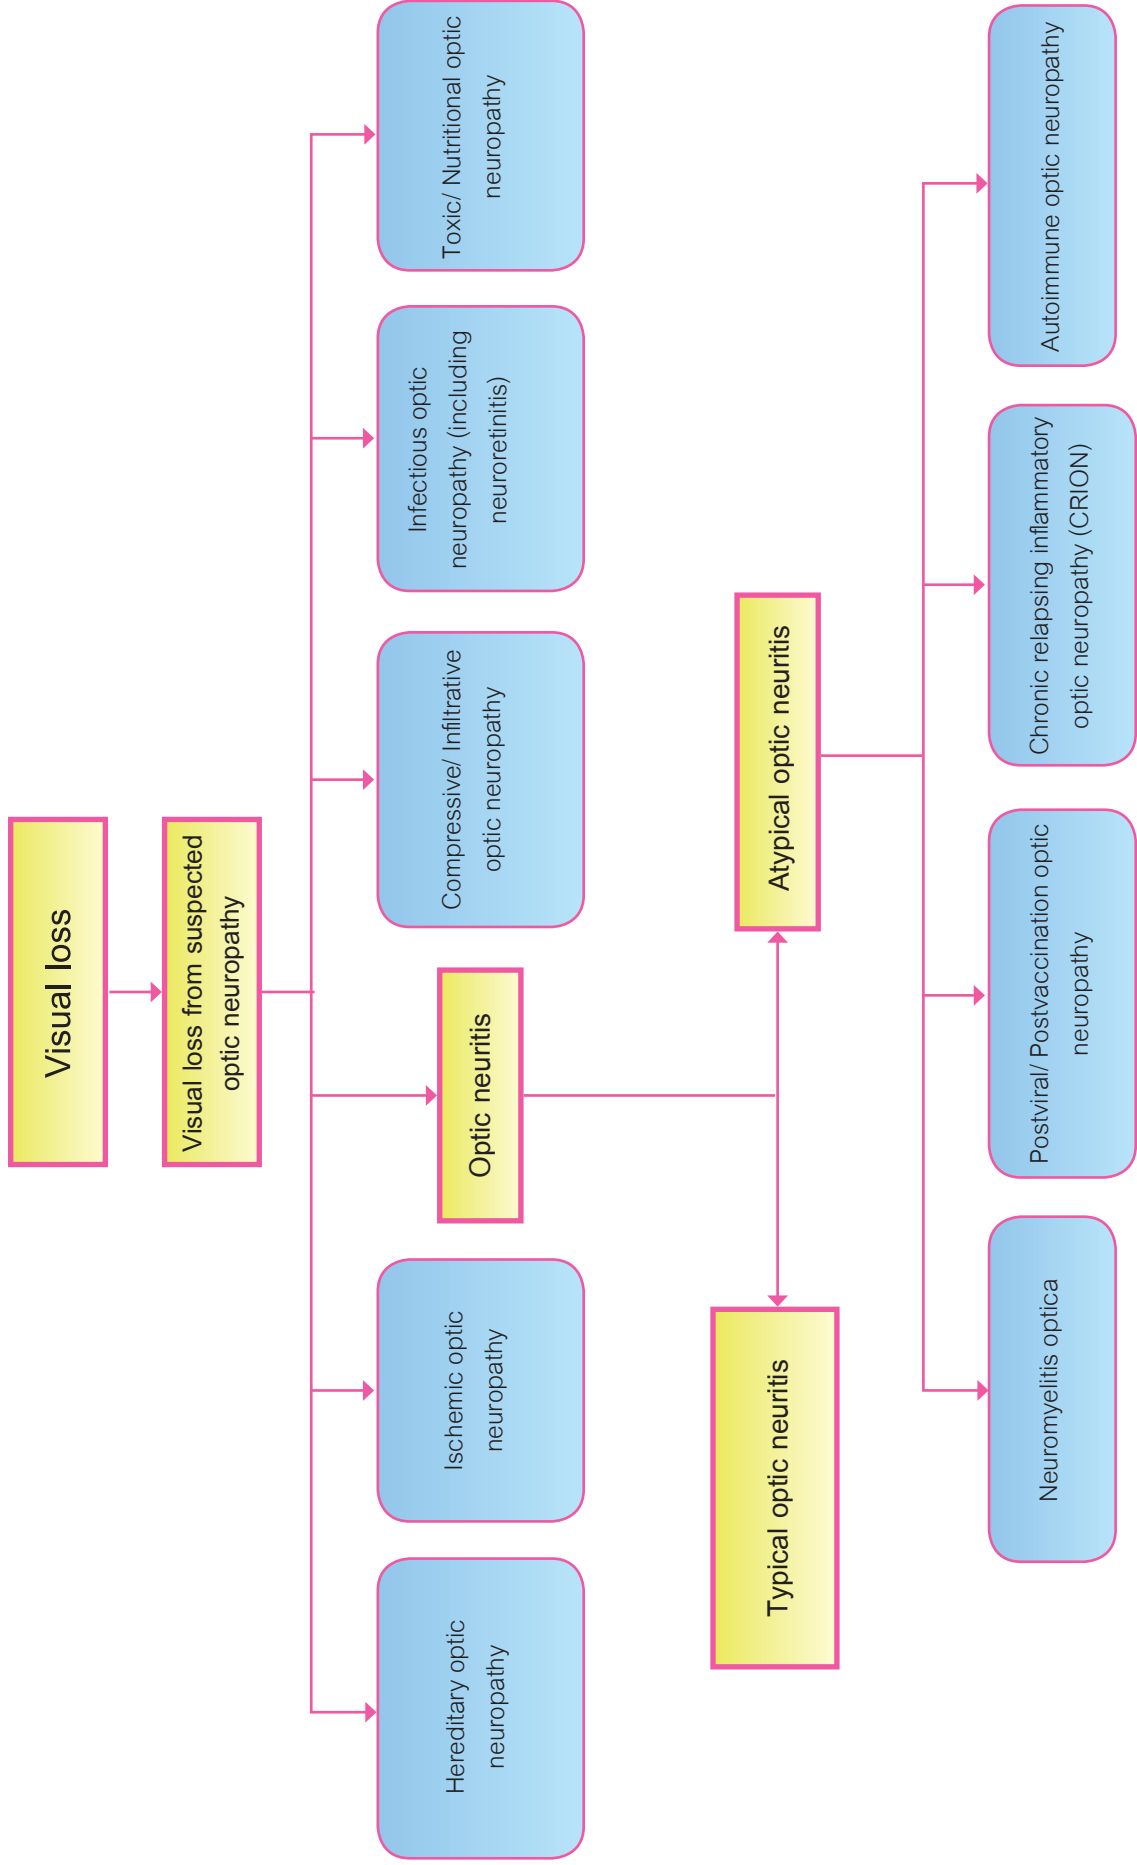 Visual loss
Visual loss from suspected
optic neuropathy
Hereditary optic
neuropathy
Ischemic optic
neuropathy
Optic neuritis
Compressive/ Infiltrative
optic neuropathy
Infectious optic
neuropathy (including
neuroretinitis)
Toxic/ Nutritional optic
neuropathy
Typical optic neuritis
Atypical optic neuritis
Neuromyelitis optica
Postviral/ Postvaccination optic
neuropathy
Chronic relapsing inflammatory
optic neuropathy (CRION)
Autoimmune optic neuropathy